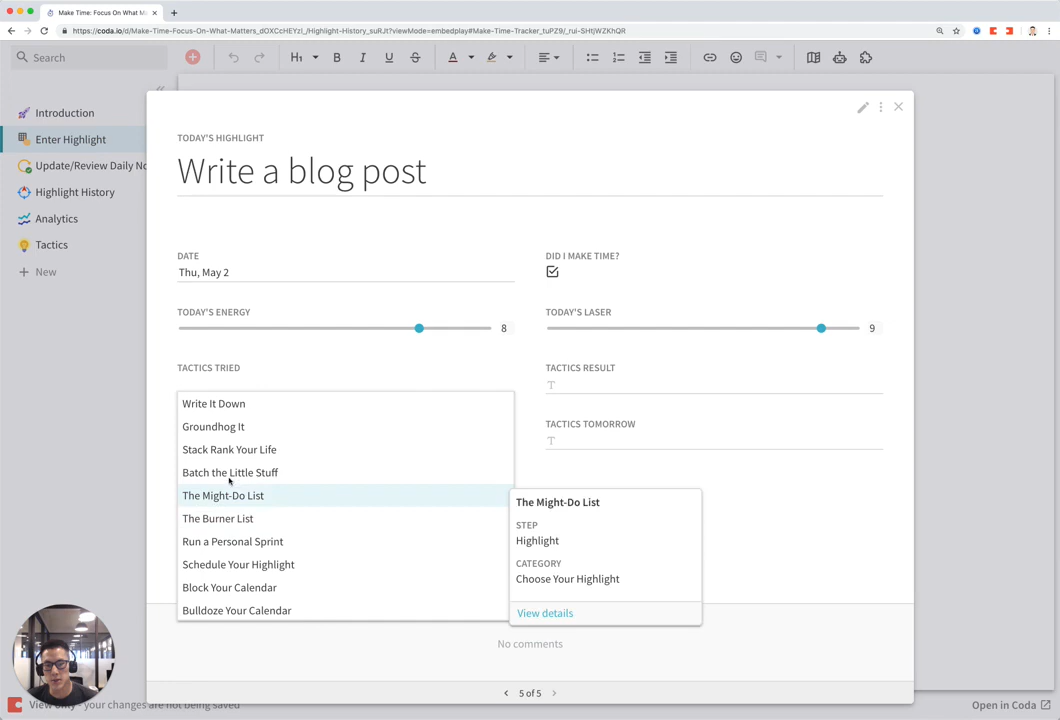 Make Time: Focus On What M
https://coda.io/d/Make-Time-Focus-On-What-Matters_dOXCcHEYzl_/Highlight-History_suRJt?viewMode=embedplay#Make-Time-Tracker_tuPZ9/_rui-SHtjWZKhQR
Search
H1
B
I
U
S
A
Introduction
Enter Highlight
Update/Review Daily No
Highlight History
Analytics
Tactics
New
TODAY'S HIGHLIGHT
Write a blog post
DATE
Thu, May 2
DID I MAKE TIME?
TODAY'S ENERGY
8
TODAY'S LASER
9
TACTICS TRIED
TACTICS RESULT
TACTICS TOMORROW
Write It Down
Groundhog It
Stack Rank Your Life
Batch the Little Stuff
The Might-Do List
The Burner List
Run a Personal Sprint
Schedule Your Highlight
Block Your Calendar
Bulldoze Your Calendar
The Might-Do List
STEP
Highlight
CATEGORY
Choose Your Highlight
View details
No comments
5 of 5
View only - your changes are not being saved
Open in Coda